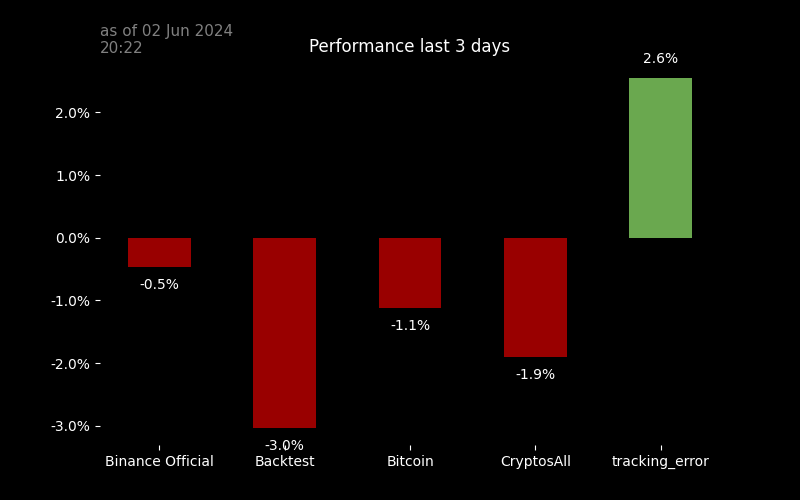 as of 02 Jun 2024
20:22
Performance last 3 days
2.6%
2.0%
1.0%
0.0%
-0.5%
-1.0%
-1.1%
-1.9%
-2.0%
-3.0%
-3.0%
Binance Official
Backtest
Bitcoin
CryptosAll
tracking_error